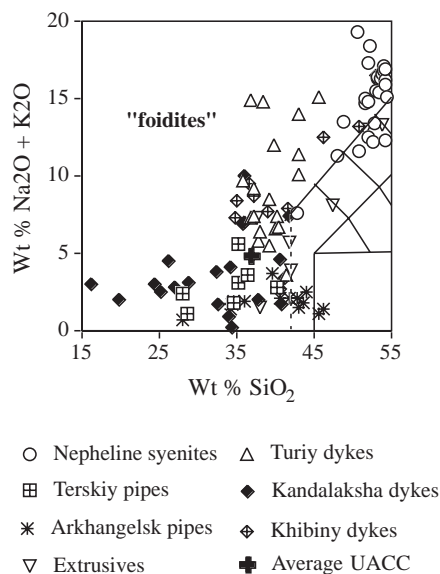 20
15
10
5
0
Wt % Na2O + K2O
"foidites"
15 25 35 45 55
Wt % SiO₂
Nepheline syenites
Turiy dykes
Terskiy pipes
Kandalaksha dykes
Arkhangelsk pipes
Khibiny dykes
Extrusives
Average UACC